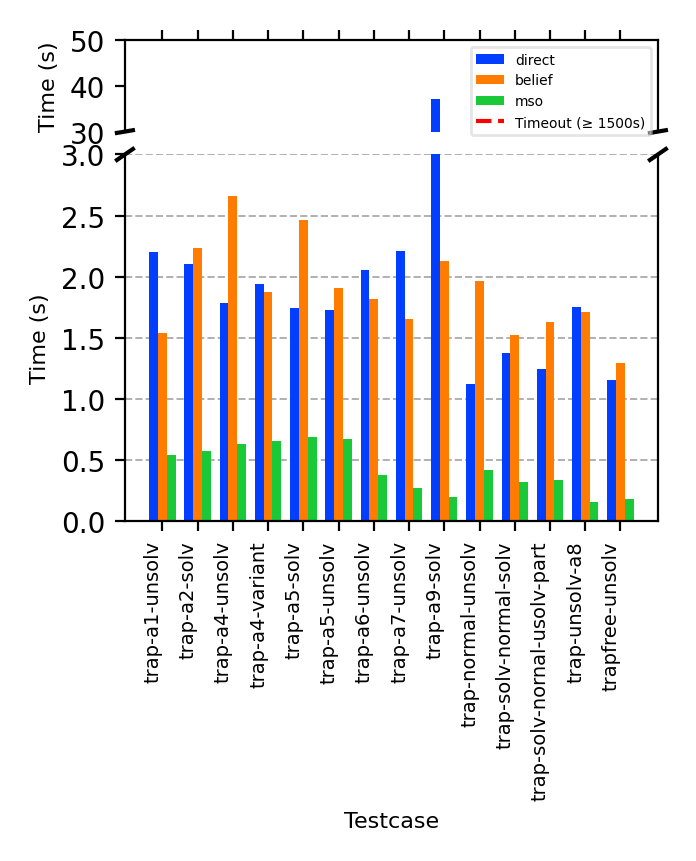 50
Time (s)
40
30
direct
belief
mso
Timeout (≥ 1500s)
3.0
2.5
2.0
Time (s)
1.5
1.0
0.5
0.0
trap-a1-unsolv
trap-a2-solv
trap-a4-unsolv
trap-a4-variant
trap-a5-solv
trap-a5-unsolv
trap-a6-unsolv
trap-a7-unsolv
trap-a9-solv
trap-normal-unsolv
trap-solv-normal-solv
trap-solv-nornal-usolv-part
trap-unsolv-a8
trapfree-unsolv
Testcase